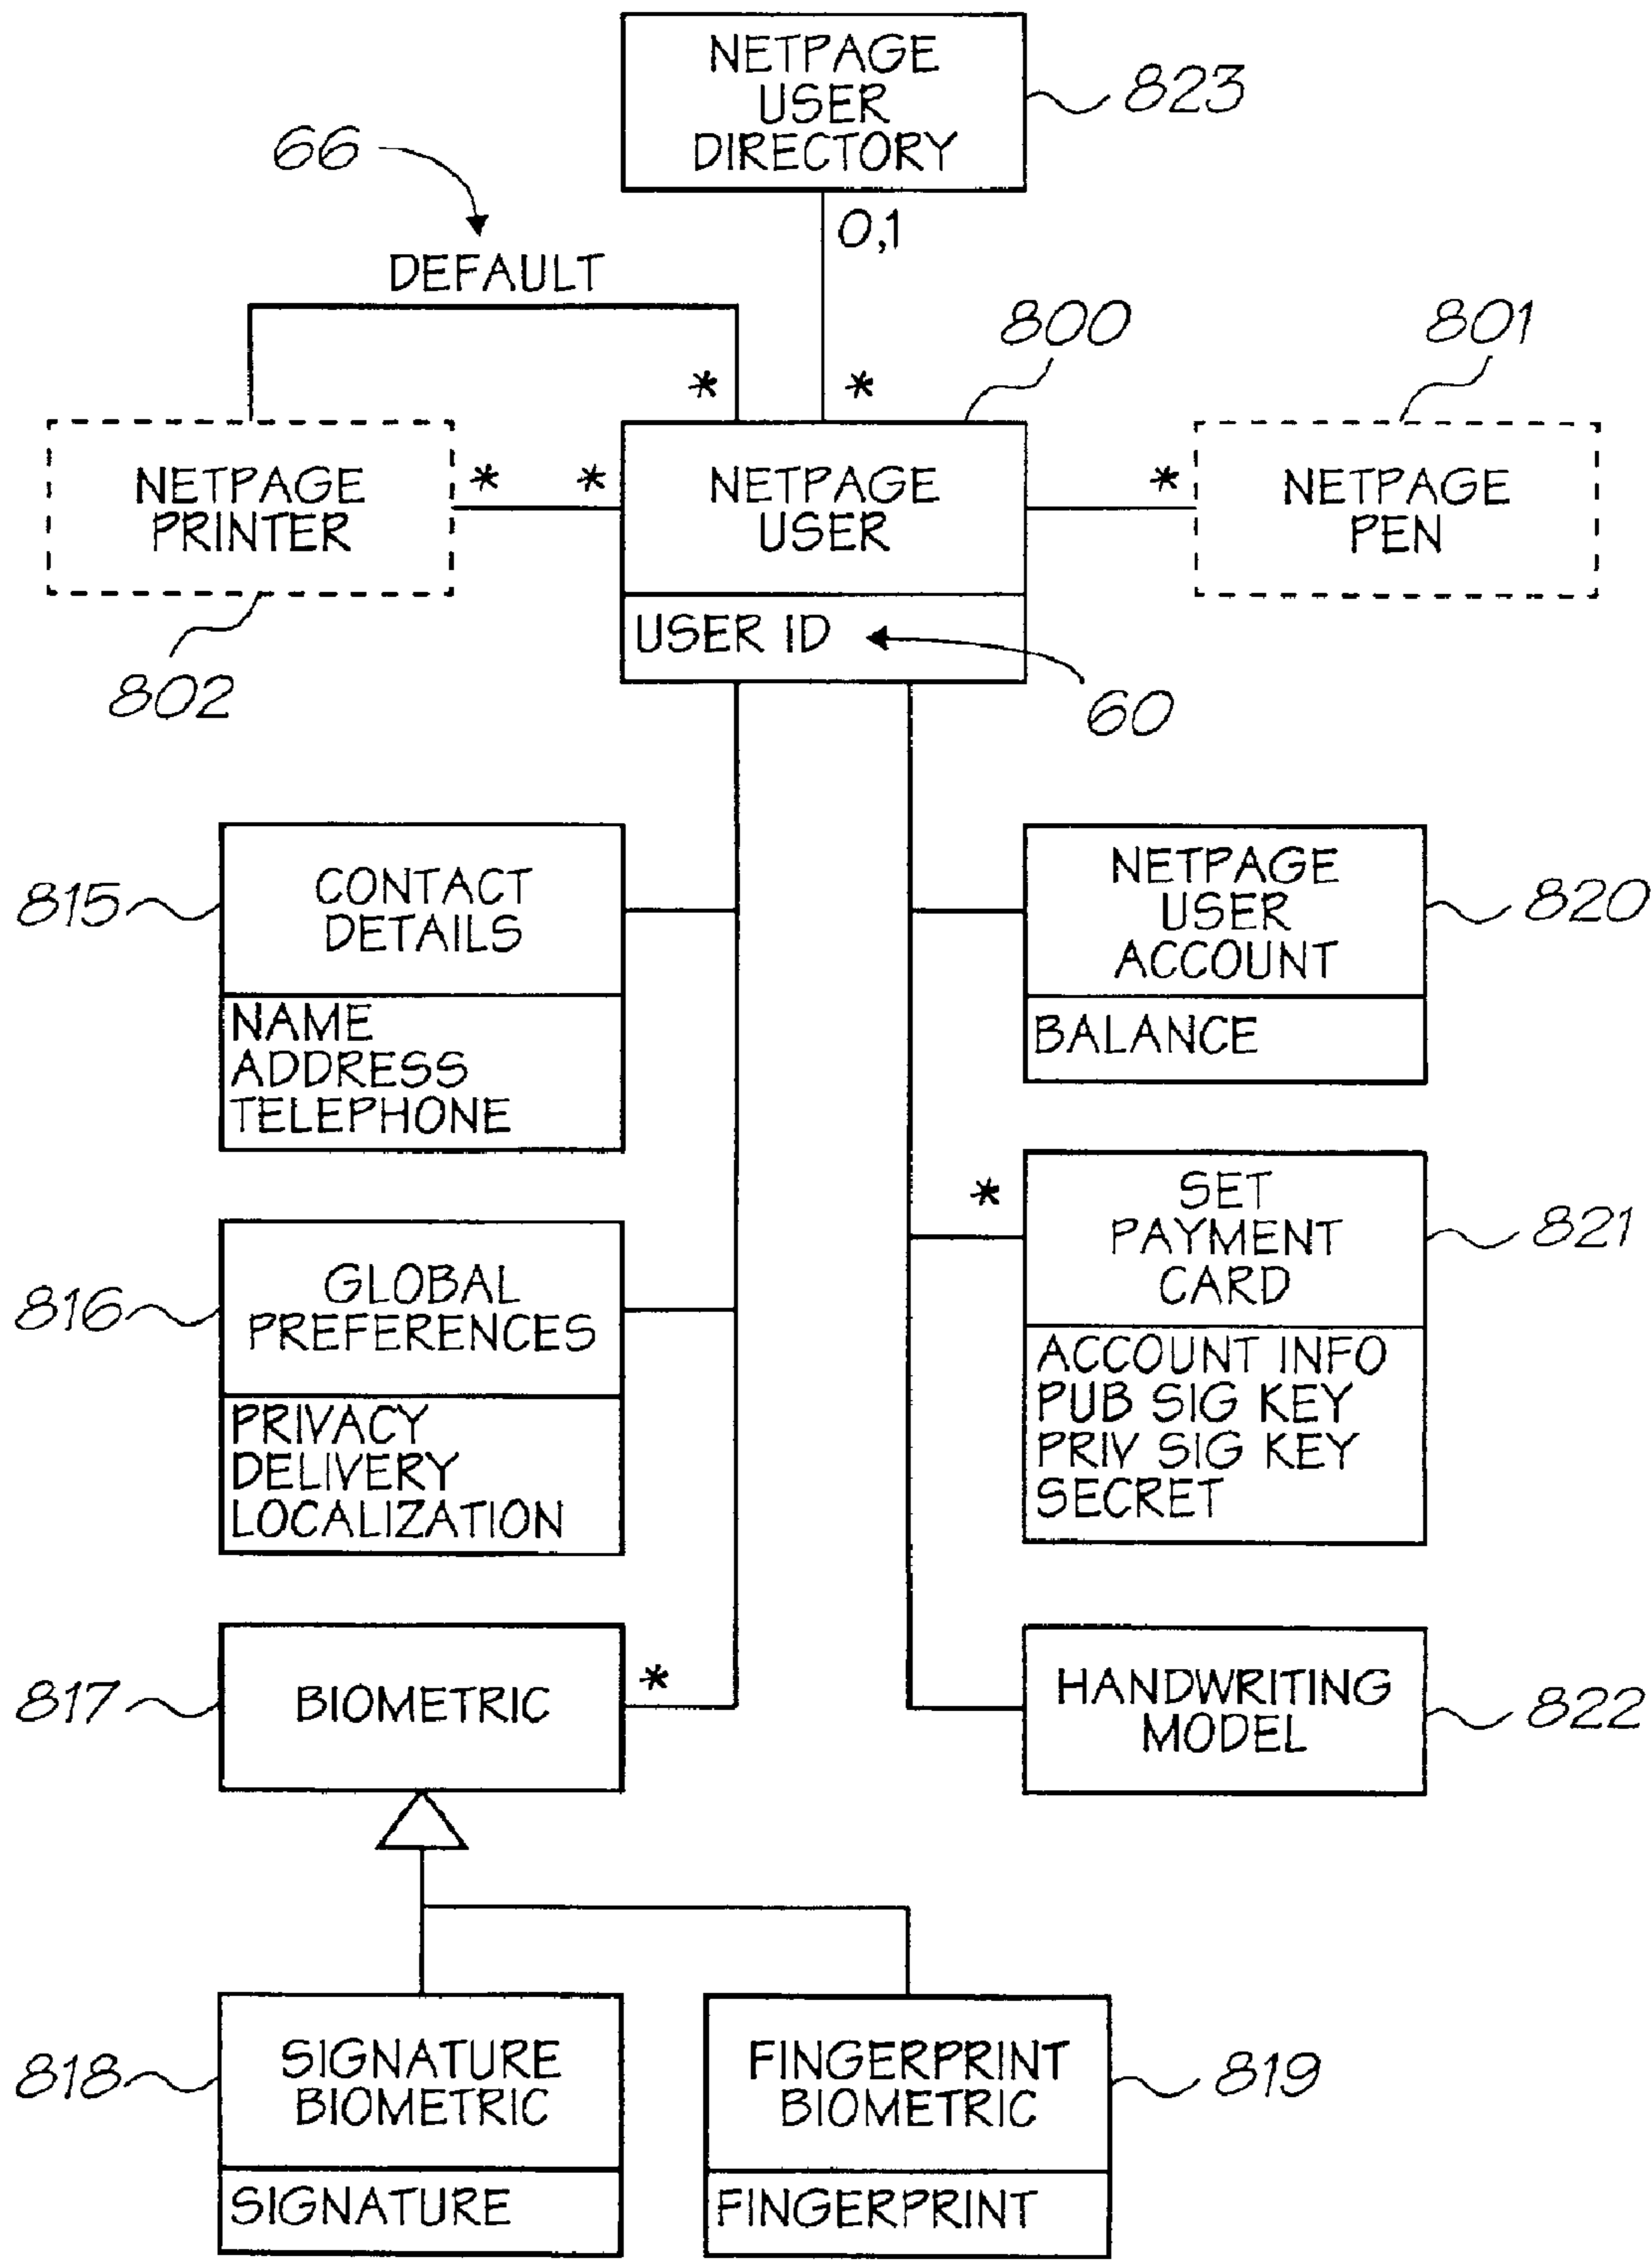 NETPAGE
USER
DIRECTORY
823
66
0,1
DEFAULT
800
801
*
*
NETPAGE
PRINTER
*
*
NETPAGE
USER
*
NETPAGE
PEN
USER ID
802
60
815
CONTACT
DETAILS
NAME
ADDRESS
TELEPHONE
NETPAGE
USER
ACCOUNT
820
BALANCE
816
GLOBAL
PREFERENCES
PRIVACY
DELIVERY
LOCALIZATION
*
SET
PAYMENT
CARD
821
ACCOUNT INFO
PUB SIG KEY
PRIV SIG KEY
SECRET
817
BIOMETRIC
*
HANDWRITING
MODEL
822
818
SIGNATURE
BIOMETRIC
SIGNATURE
FINGERPRINT
BIOMETRIC
819
FINGERPRINT